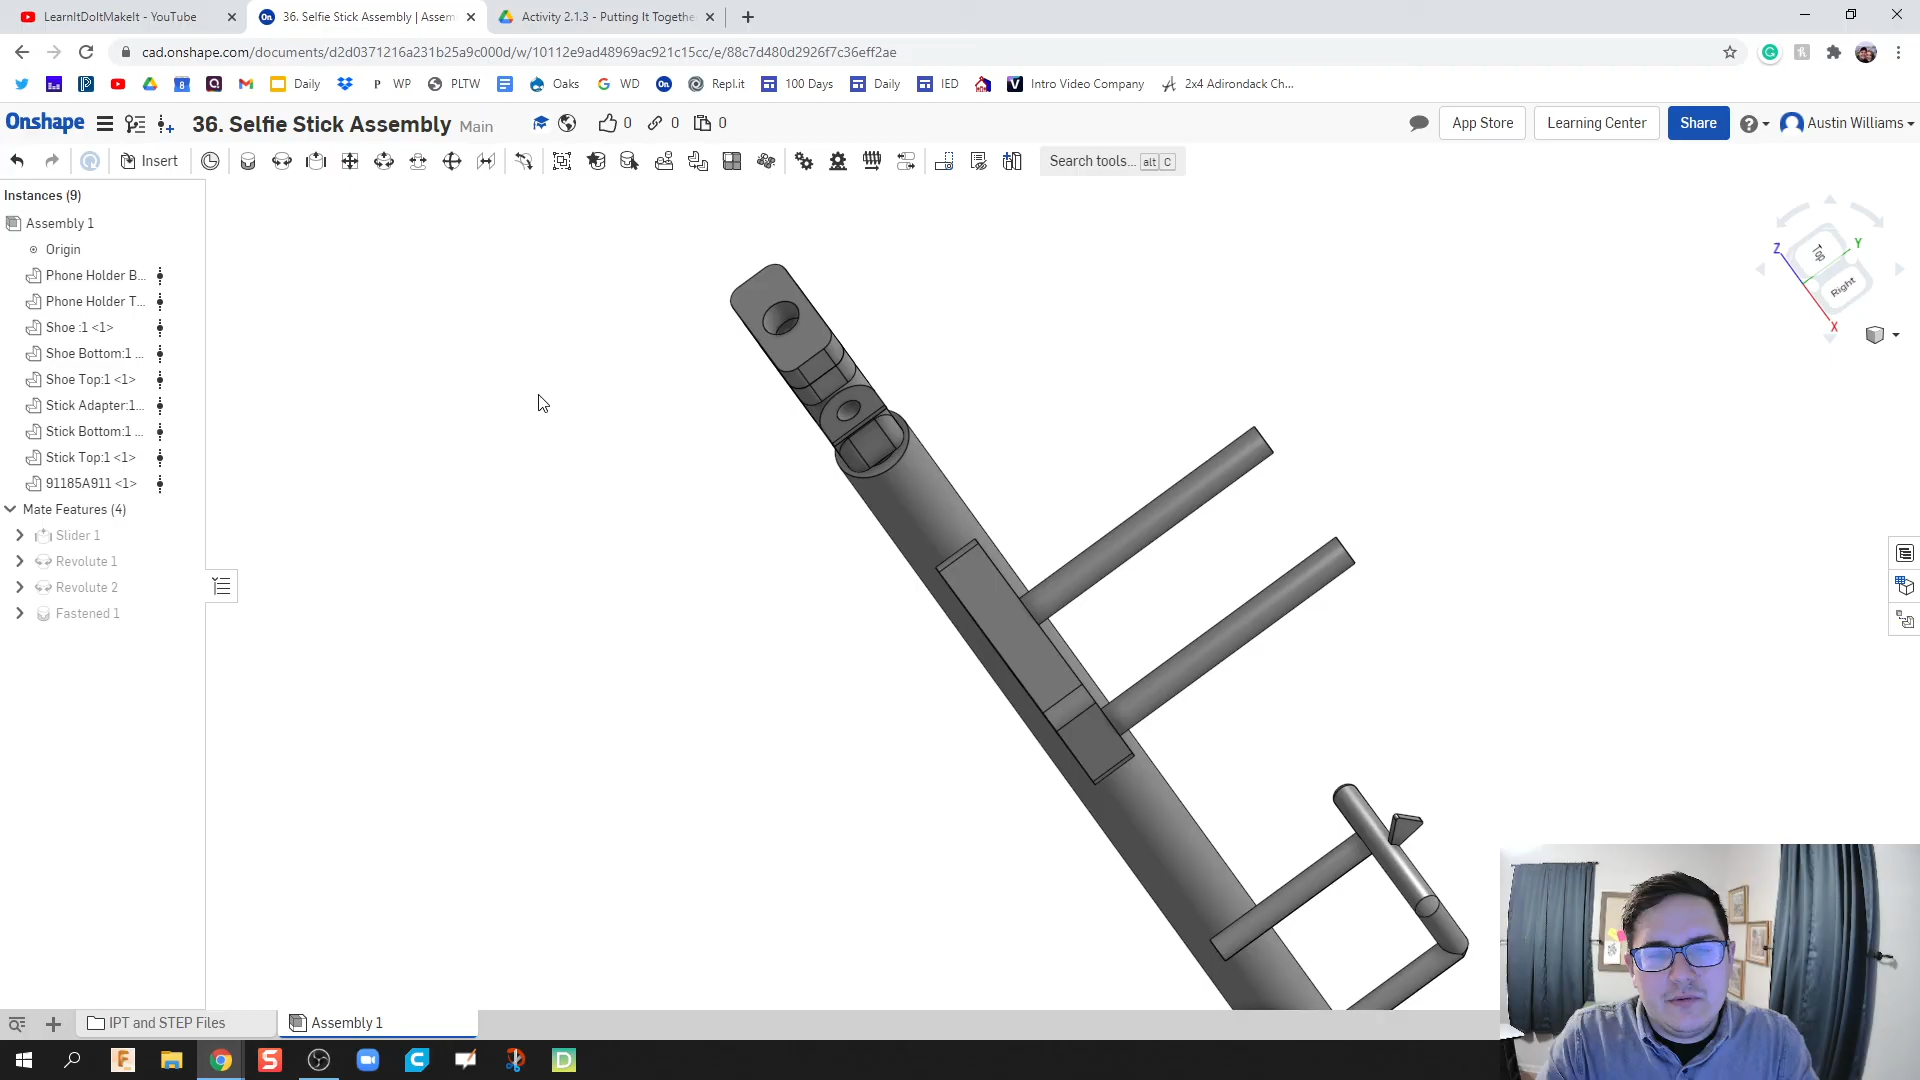 LearnItDoItMakeIt - YouTube
36. Selfie Stick Assembly | Assem
Activity 2.1.3 - Putting It Togethe
cad.onshape.com/documents/d2d0371216a231b25a9c000d/w/10112e9ad48969ac921c15cc/e/88c7d480d2926f7c36eff2ae
Daily
P WP
PLTW
Oaks
G WD
On
Repl.it
100 Days
Daily
IED
Intro Video Company
2x4 Adirondack Ch...
Onshape
36. Selfie Stick Assembly Main
0
0
0
App Store
Learning Center
Share
Austin Williams
Insert
Search tools... alt C
Instances (9)
Assembly 1
Origin
Phone Holder B...
Phone Holder T...
Shoe :1 <1>
Shoe Bottom:1 ...
Shoe Top:1 <1>
Stick Adapter:1...
Stick Bottom:1 ...
Stick Top:1 <1>
91185A911 <1>
Mate Features (4)
Slider 1
Revolute 1
Revolute 2
Fastened 1
Z
Y
Top
Right
X
IPT and STEP Files
Assembly 1